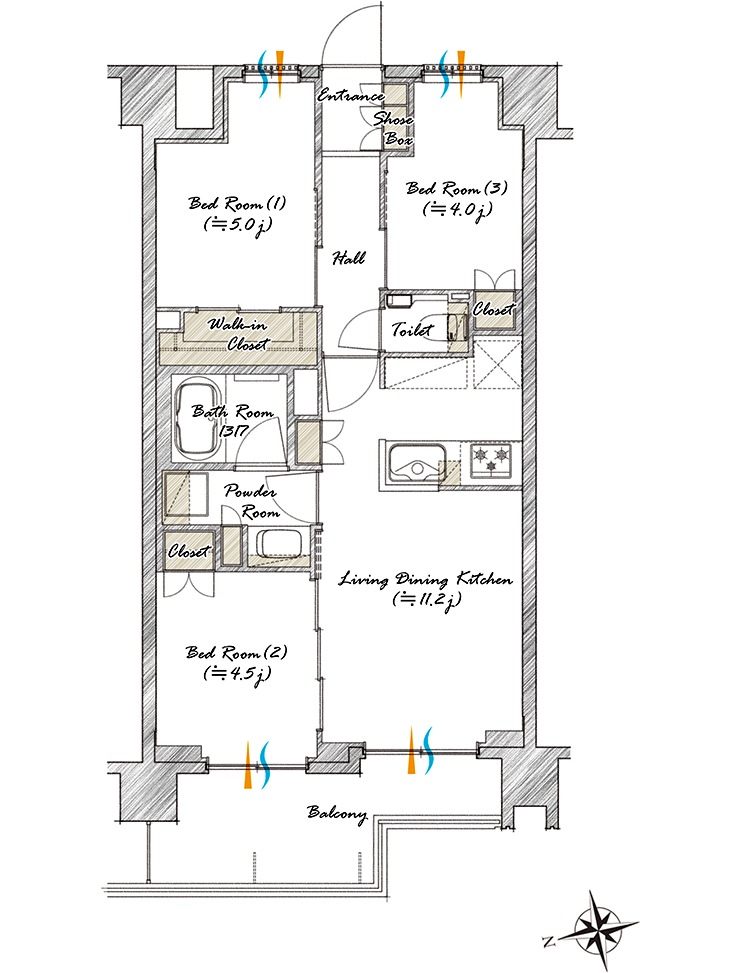 Entrance
Shose
Box
Bed Room (1)
(≒5.0j)
Bed Room (3)
(≒4.0j)
Hall
Closet
Walk-in
Closet
Toilet
Bath Room
1317
Powder
Room
Closet
Living Dining Kitchen
(≒11.2j)
Bed Room (2)
(≒4.5j)
Balcony
Z